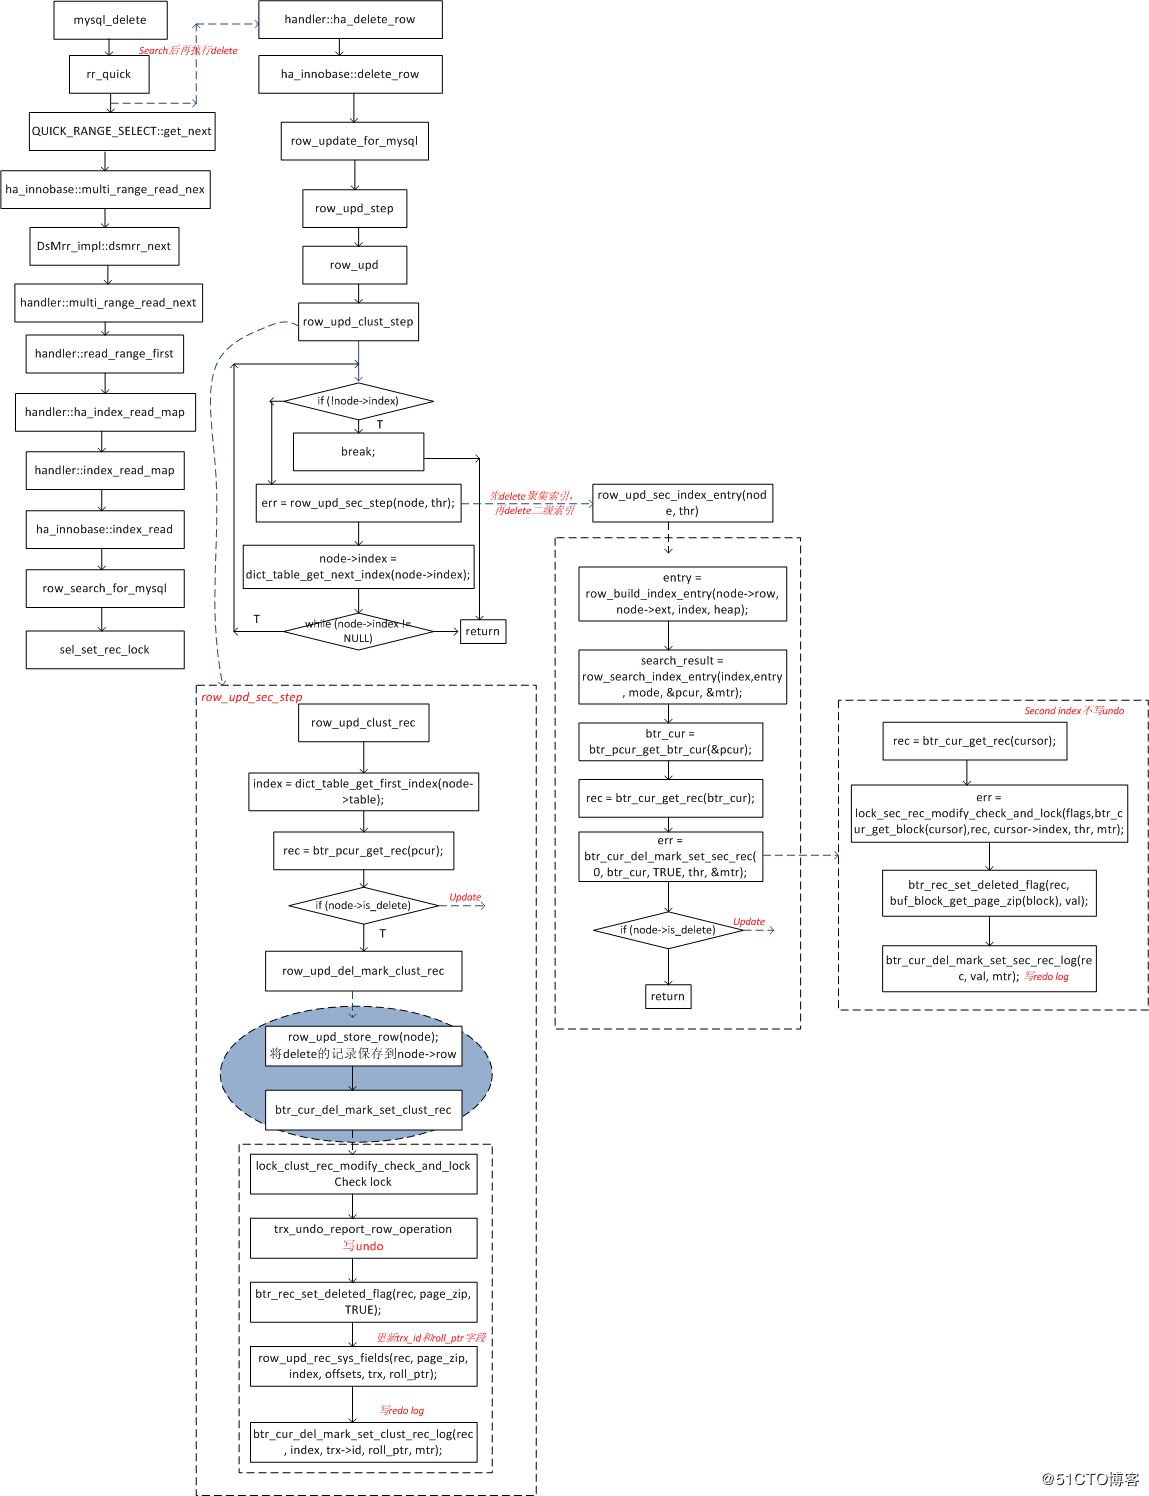 mysql_delete
Search后再执行delete
rr_quick
QUICK_RANGE_SELECT::get_next
ha_innobase::multi_range_read_nex
DsMrr_impl::dsmrr_next
handler::multi_range_read_next
handler::read_range_first
handler::ha_index_read_map
handler::index_read_map
ha_innobase::index_read
row_search_for_mysql
sel_set_rec_lock
handler::ha_delete_row
ha_innobase::delete_row
row_update_for_mysql
row_upd_step
row_upd
row_upd_clust_step
if (!node->index)
T
break;
err = row_upd_sec_step(node, thr);
node->index =
dict_table_get_next_index(node->index);
T
while (node->index !=
NULL)
return
先delete聚集索引,
再delete二级索引
row_upd_sec_index_entry(nod
e, thr)
entry =
row_build_index_entry(node->row,
node->ext, index, heap);
search_result =
row_search_index_entry(index,entry
, mode, &pcur, &mtr);
btr_cur =
btr_pcur_get_btr_cur(&pcur);
rec = btr_cur_get_rec(btr_cur);
err =
btr_cur_del_mark_set_sec_rec(
0, btr_cur, TRUE, thr, &mtr);
if (node->is_delete)
Update
return
Second index不写undo
rec = btr_cur_get_rec(cursor);
err =
lock_sec_rec_modify_check_and_lock(flags,btr_c
ur_get_block(cursor),rec, cursor->index, thr, mtr);
btr_rec_set_deleted_flag(rec,
buf_block_get_page_zip(block), val);
btr_cur_del_mark_set_sec_rec_log(re
c, val, mtr); 写redo log
row_upd_sec_step
row_upd_clust_rec
index = dict_table_get_first_index(node-
>table);
rec = btr_pcur_get_rec(pcur);
if (node->is_delete)
Update
T
row_upd_del_mark_clust_rec
row_upd_store_row(node);
将delete的记录保存到node->row
btr_cur_del_mark_set_clust_rec
lock_clust_rec_modify_check_and_lock
Check lock
trx_undo_report_row_operation
写undo
btr_rec_set_deleted_flag(rec, page_zip,
TRUE);
更新trx_id和roll_ptr字段
row_upd_rec_sys_fields(rec, page_zip,
index, offsets, trx, roll_ptr);
写redo log
btr_cur_del_mark_set_clust_rec_log(rec
, index, trx->id, roll_ptr, mtr);
@51CTO博客